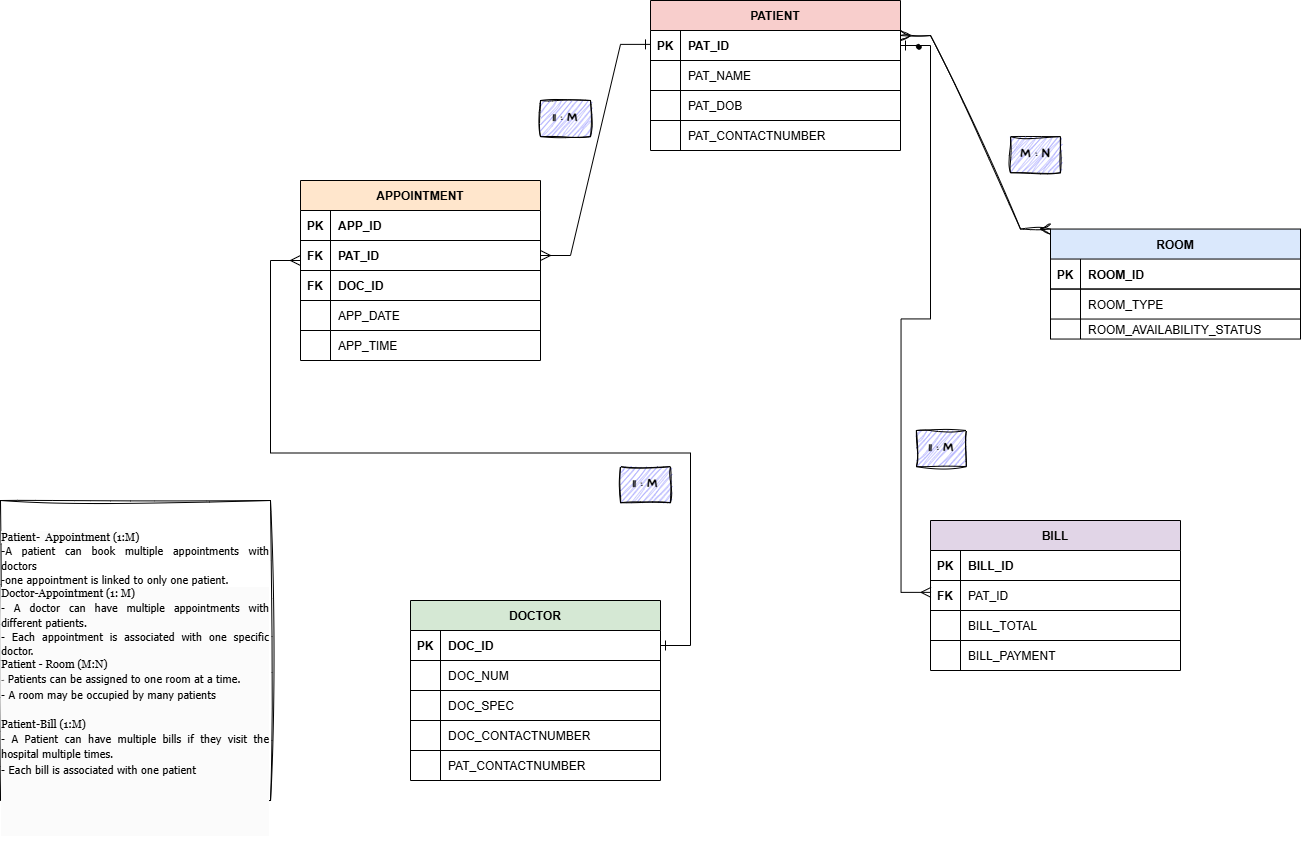 PATIENT
PK PAT_ID
PAT_NAME
PAT_DOB
PAT_CONTACTNUMBER
1 : M
M : N
APPOINTMENT
PK APP_ID
FK PAT_ID
FK DOC_ID
APP_DATE
APP_TIME
ROOM
PK ROOM_ID
ROOM_TYPE
ROOM_AVAILABILITY_STATUS
1 : M
1 : M
BILL
PK BILL_ID
FK PAT_ID
BILL_TOTAL
BILL_PAYMENT
DOCTOR
PK DOC_ID
DOC_NUM
DOC_SPEC
DOC_CONTACTNUMBER
PAT_CONTACTNUMBER
Patient- Appointment (1:M)
-A patient can book multiple appointments with
doctors
-one appointment is linked to only one patient.
Doctor-Appointment (1: M)
- A doctor can have multiple appointments with
different patients.
- Each appointment is associated with one specific
doctor.
Patient - Room (M:N)
- Patients can be assigned to one room at a time.
- A room may be occupied by many patients
Patient-Bill (1:M)
- A Patient can have multiple bills if they visit the
hospital multiple times.
- Each bill is associated with one patient